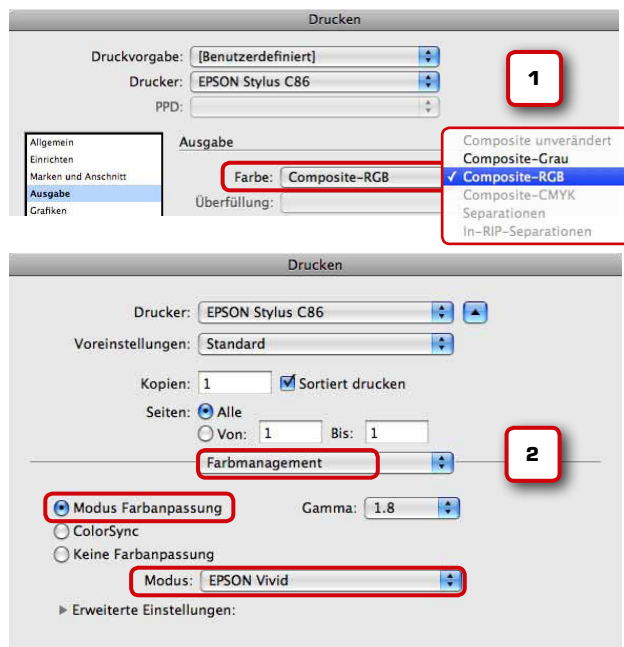 Drucken
Druckvorgabe: [Benutzerdefiniert]
Drucker: EPSON Stylus C86
PPD:
1
Allgemein
Einrichten
Marken und Anschnitt
Ausgabe
Grafiken
Ausgabe
Farbe: Composite-RGB
Überfüllung:
Composite unverändert
Composite-Grau
✓ Composite-RGB
Composite-CMYK
Separationen
In-RIP-Separationen
Drucken
Drucker: EPSON Stylus C86
Voreinstellungen: Standard
Kopien: 1 Sortiert drucken
Seiten: Alle
Von: 1 Bis: 1
Farbmanagement
2
Modus Farbanpassung Gamma: 1.8
ColorSync
Keine Farbanpassung
Modus: EPSON Vivid
Erweiterte Einstellungen: